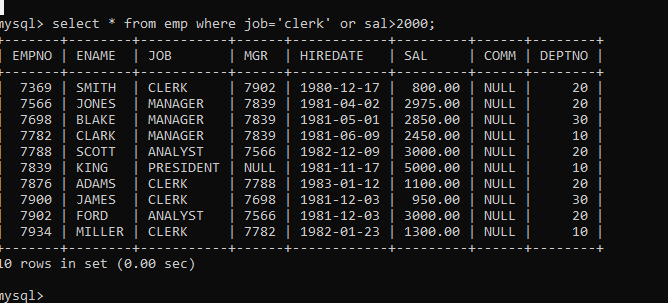 mysql> select * from emp where job='clerk' or sal>2000;
+-------+--------+-----------+------+------------+---------+------+--------+
| EMPNO | ENAME | JOB | MGR | HIREDATE | SAL | COMM | DEPTNO |
+-------+--------+-----------+------+------------+---------+------+--------+
| 7369 | SMITH | CLERK | 7902 | 1980-12-17 | 800.00 | NULL | 20 |
| 7566 | JONES | MANAGER | 7839 | 1981-04-02 | 2975.00 | NULL | 20 |
| 7698 | BLAKE | MANAGER | 7839 | 1981-05-01 | 2850.00 | NULL | 30 |
| 7782 | CLARK | MANAGER | 7839 | 1981-06-09 | 2450.00 | NULL | 10 |
| 7788 | SCOTT | ANALYST | 7566 | 1982-12-09 | 3000.00 | NULL | 20 |
| 7839 | KING | PRESIDENT | NULL | 1981-11-17 | 5000.00 | NULL | 10 |
| 7876 | ADAMS | CLERK | 7788 | 1983-01-12 | 1100.00 | NULL | 20 |
| 7900 | JAMES | CLERK | 7698 | 1981-12-03 | 950.00 | NULL | 30 |
| 7902 | FORD | ANALYST | 7566 | 1981-12-03 | 3000.00 | NULL | 20 |
| 7934 | MILLER | CLERK | 7782 | 1982-01-23 | 1300.00 | NULL | 10 |
+-------+--------+-----------+------+------------+---------+------+--------+
10 rows in set (0.00 sec)
mysql>